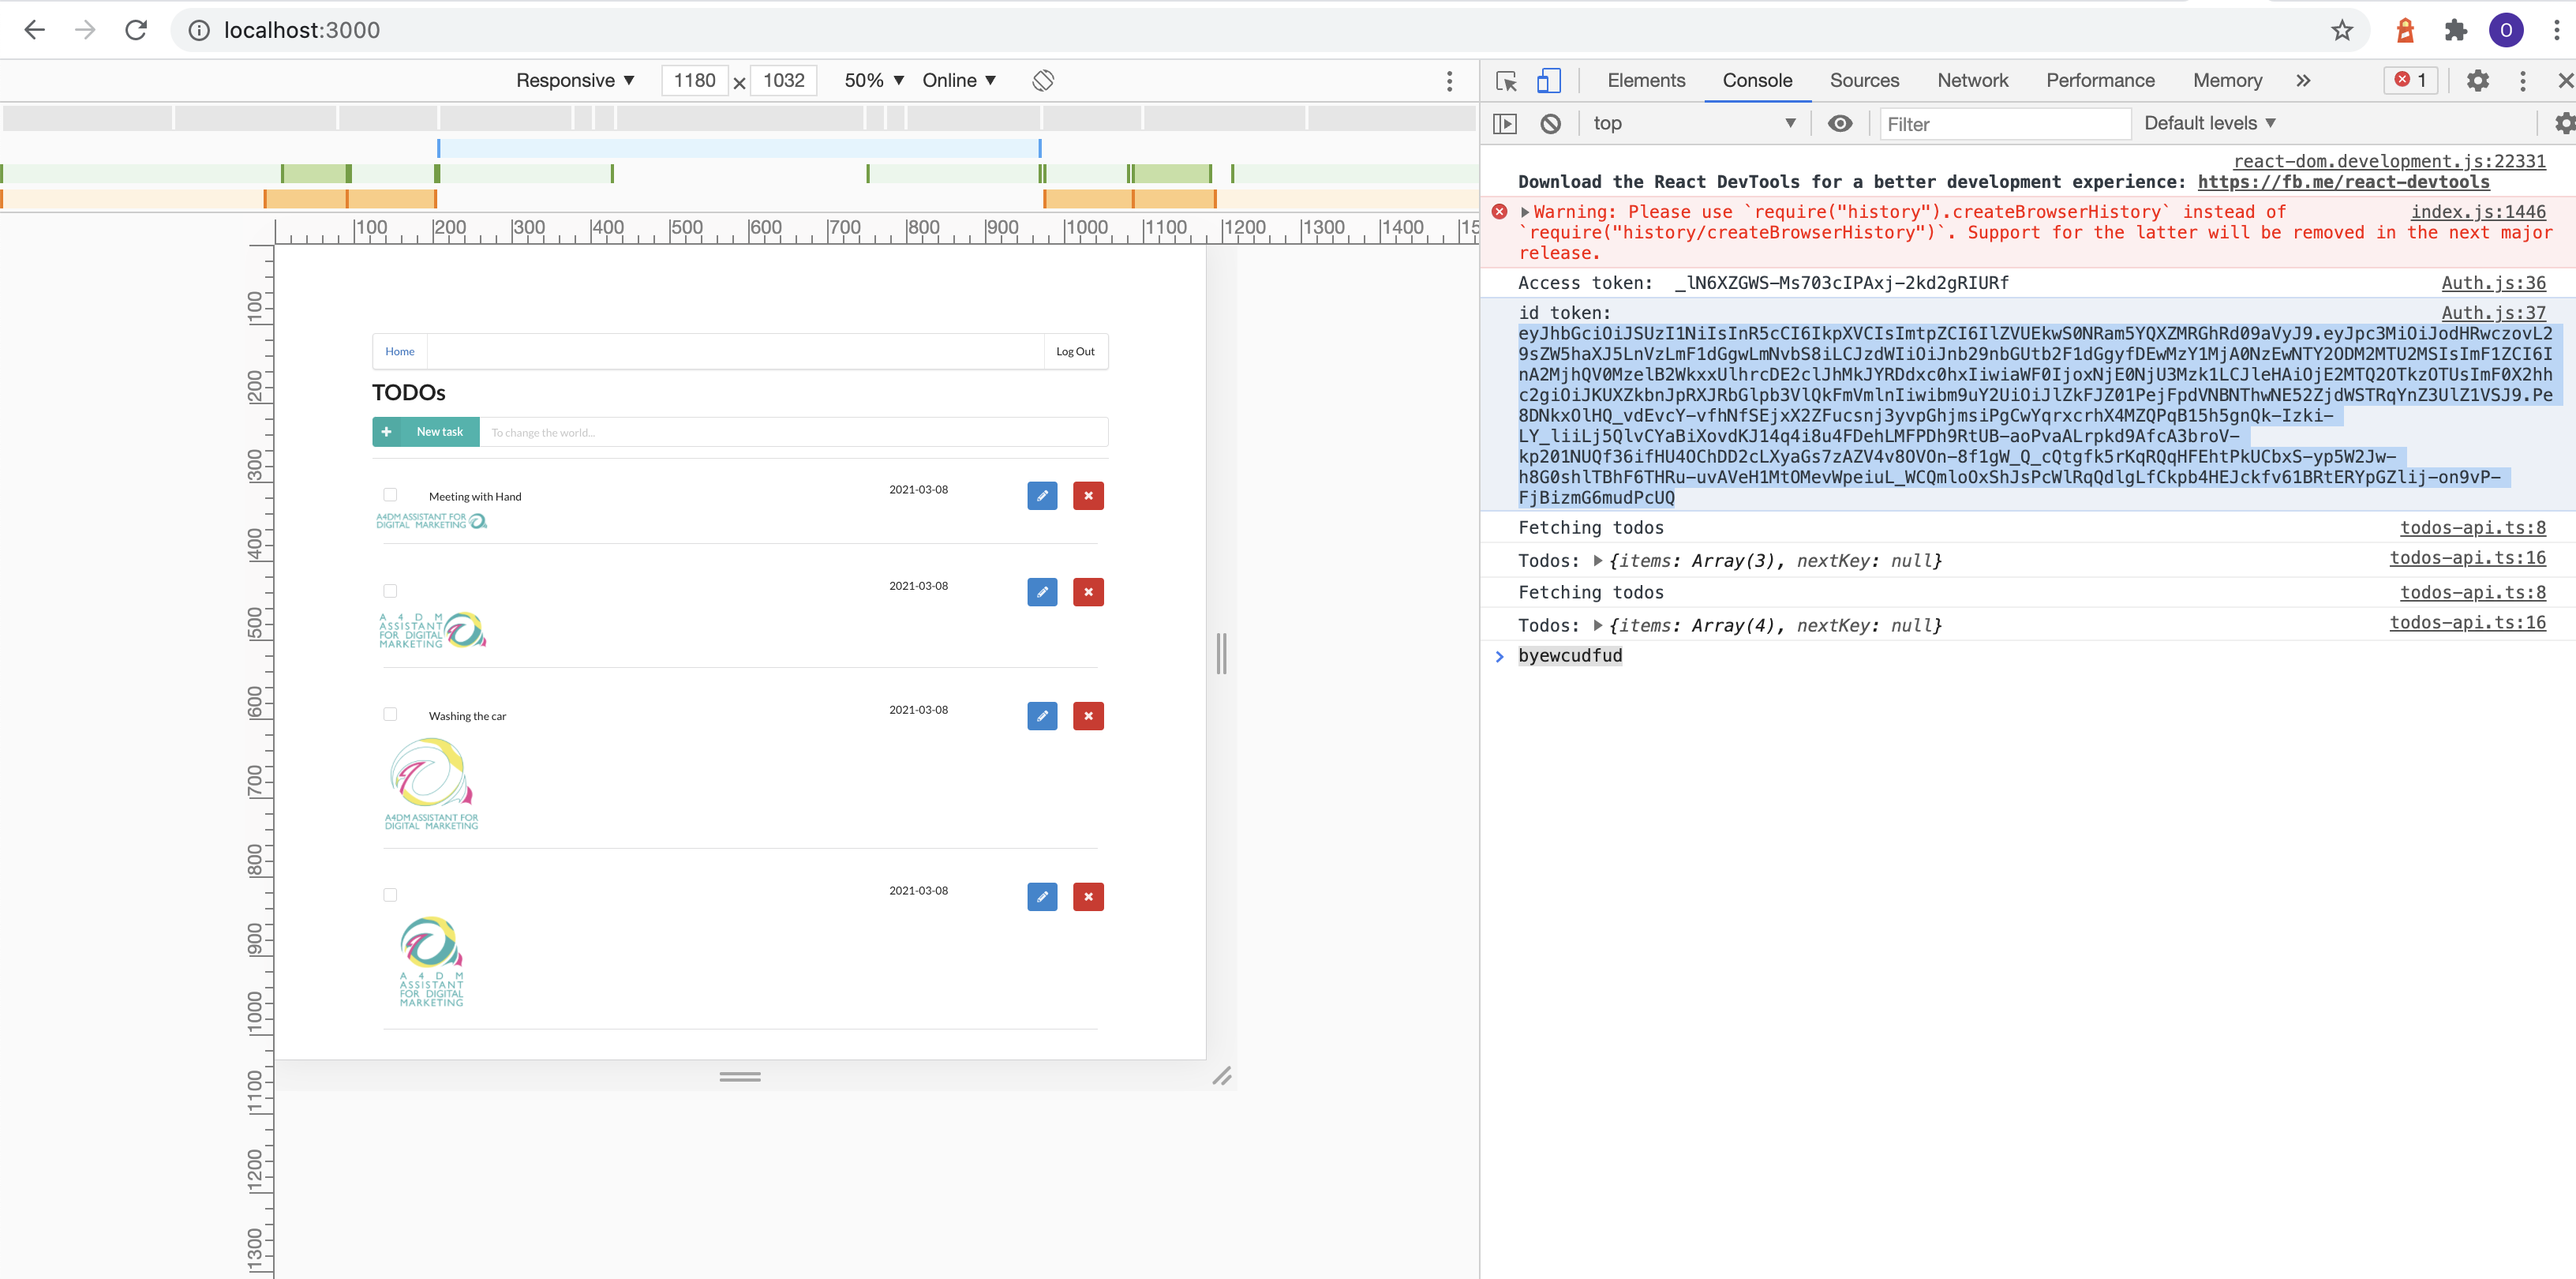 localhost:3000
O
Responsive ▼ 1180 × 1032 50% ▼ Online ▼
Elements Console Sources Network Performance Memory » 1
top ▼ Filter Default levels ▼
100 200 300 400 500 600 700 800 900 1000 1100 1200 1300 1400 15
100
200
300
400
500
600
700
800
900
1000
1100
1200
1300
Home Log Out
TODOs
+ New task To change the world...
Meeting with Hand 2021-03-08
A4DM ASSISTANT FOR
DIGITAL MARKETING
2021-03-08
A 4 D M
ASSISTANT
FOR DIGITAL
MARKETING
Washing the car 2021-03-08
A4DM ASSISTANT FOR
DIGITAL MARKETING
2021-03-08
A 4 D M
ASSISTANT
FOR DIGITAL
MARKETING
react-dom.development.js:22331
Download the React DevTools for a better development experience: https://fb.me/react-devtools
Warning: Please use `require("history").createBrowserHistory` instead of index.js:1446
`require("history/createBrowserHistory")`. Support for the latter will be removed in the next major
release.
Access token: _lN6XZGWS-Ms703cIPAxj-2kd2gRIURf Auth.js:36
id token: Auth.js:37
eyJhbGciOiJSUzI1NiIsInR5cCI6IkpXVCIsImtpZCI6IlZVUEkwS0NRam5YQXZMRGhRd09aVyJ9.eyJpc3MiOiJodHRwczovL2
9sZW5haXJ5LnVzLmF1dGgwLmNvbS8iLCJzdWIiOiJnb29nbGUtb2F1dGgyfDEwMzY1MjA0NzEwNTY2ODM2MTU2MSIsImF1ZCI6I
nA2MjhQV0MzelB2WkxxUlhrcDE2clJhMkJYRDdxc0hxIiwiaWF0IjoxNjE0NjU3Mzk1LCJleHAiOjE2MTQ2OTkzOTUsImF0X2hh
c2giOiJKUXZkbnJpRXJRbGlpb3VlQkFmVmlnIiwibm9uY2UiOiJlZkFJZ01PejFpdVNBNThwNE52ZjdWSTRqYnZ3UlZ1VSJ9.Pe
8DNkxOlHQ_vdEvcY-vfhNfSEjxX2ZFucsnj3yvpGhjmsiPgCwYqrxcrhX4MZQPqB15h5gnQk-Izki-
LY_liiLj5QlvCYaBiXovdKJ14q4i8u4FDehLMFPDh9RtUB-aoPvaALrpkd9AfcA3broV-
kp201NUQf36ifHU4OChDD2cLXyaGs7zAZV4v8OVOn-8f1gW_Q_cQtgfk5rKqRQqHFEhtPkUCbxS-yp5W2Jw-
h8G0shlTBhF6THRu-uvAVeH1MtOMevWpeiuL_WCQmloOxShJsPcWlRqQdlgLfCkpb4HEJckfv61BRtERYpGZlij-on9vP-
FjBizmG6mudPcUQ
Fetching todos todos-api.ts:8
Todos: ▶ {items: Array(3), nextKey: null} todos-api.ts:16
Fetching todos todos-api.ts:8
Todos: ▶ {items: Array(4), nextKey: null} todos-api.ts:16
> byewcudfud